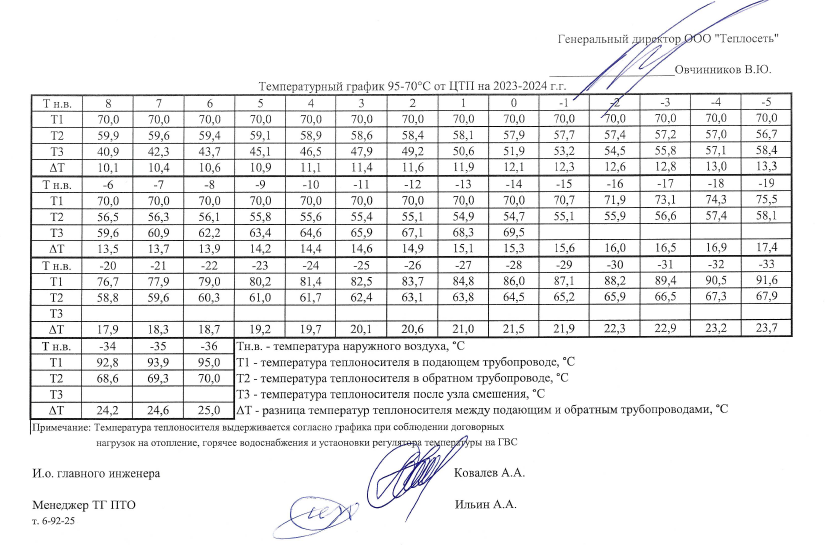 Генеральный директор ООО "Теплосеть"
Овчинников В.Ю.
Температурный график 95-70°С от ЦТП на 2023-2024 г.г.
Т н.в. 8 7 6 5 4 3 2 1 0 -1 -2 -3 -4 -5
Т1 70,0 70,0 70,0 70,0 70,0 70,0 70,0 70,0 70,0 70,0 70,0 70,0 70,0 70,0
Т2 59,9 59,6 59,4 59,1 58,9 58,6 58,4 58,1 57,9 57,7 57,4 57,2 57,0 56,7
Т3 40,9 42,3 43,7 45,1 46,5 47,9 49,2 50,6 51,9 53,2 54,5 55,8 57,1 58,4
ΔТ 10,1 10,4 10,6 10,9 11,1 11,4 11,6 11,9 12,1 12,3 12,6 12,8 13,0 13,3
Т н.в. -6 -7 -8 -9 -10 -11 -12 -13 -14 -15 -16 -17 -18 -19
Т1 70,0 70,0 70,0 70,0 70,0 70,0 70,0 70,0 70,0 70,7 71,9 73,1 74,3 75,5
Т2 56,5 56,3 56,1 55,8 55,6 55,4 55,1 54,9 54,7 55,1 55,9 56,6 57,4 58,1
Т3 59,6 60,9 62,2 63,4 64,6 65,9 67,1 68,3 69,5
ΔТ 13,5 13,7 13,9 14,2 14,4 14,6 14,9 15,1 15,3 15,6 16,0 16,5 16,9 17,4
Т н.в. -20 -21 -22 -23 -24 -25 -26 -27 -28 -29 -30 -31 -32 -33
Т1 76,7 77,9 79,0 80,2 81,4 82,5 83,7 84,8 86,0 87,1 88,2 89,4 90,5 91,6
Т2 58,8 59,6 60,3 61,0 61,7 62,4 63,1 63,8 64,5 65,2 65,9 66,5 67,3 67,9
Т3
ΔТ 17,9 18,3 18,7 19,2 19,7 20,1 20,6 21,0 21,5 21,9 22,3 22,9 23,2 23,7
Т н.в. -34 -35 -36 Тн.в. - температура наружного воздуха, °С
Т1 92,8 93,9 95,0 Т1 - температура теплоносителя в подающем трубопроводе, °С
Т2 68,6 69,3 70,0 Т2 - температура теплоносителя в обратном трубопроводе, °С
Т3 Т3 - температура теплоносителя после узла смешения, °С
ΔТ 24,2 24,6 25,0 ΔТ - разница температур теплоносителя между подающим и обратным трубопроводами, °С
Примечание: Температура теплоносителя выдерживается согласно графика при соблюдении договорных
нагрузок на отопление, горячее водоснабжения и установки регулятора температуры на ГВС
И.о. главного инженера Ковалев А.А.
Менеджер ТГ ПТО Ильин А.А.
т. 6-92-25